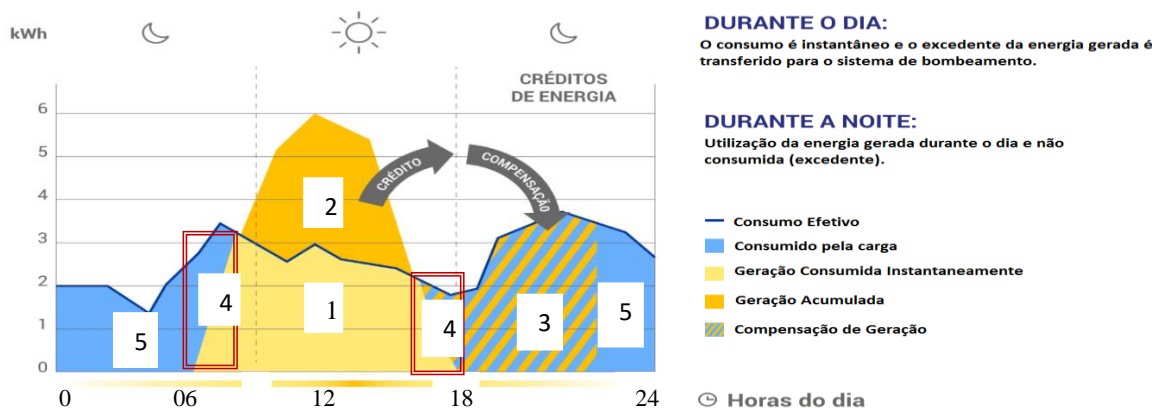 kWh
6
5
4
3
2
1
0
CRÉDITOS
DE ENERGIA
CRÉDITO
COMPENSAÇÃO
2
4
1
4
3
5
5
0
06
12
18
24
Horas do dia
DURANTE O DIA:
O consumo é instantâneo e o excedente da energia gerada é
transferido para o sistema de bombeamento.
DURANTE A NOITE:
Utilização da energia gerada durante o dia e não
consumida (excedente).
Consumo Efetivo
Consumido pela carga
Geração Consumida Instantaneamente
Geração Acumulada
Compensação de Geração